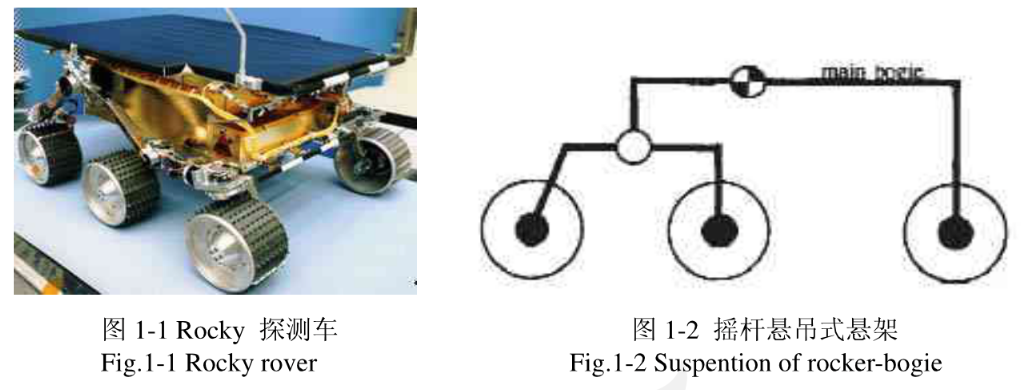 main bogie
图 1-1 Rocky 探测车
Fig.1-1 Rocky rover
图 1-2 摇杆悬吊式悬架
Fig.1-2 Suspention of rocker-bogie